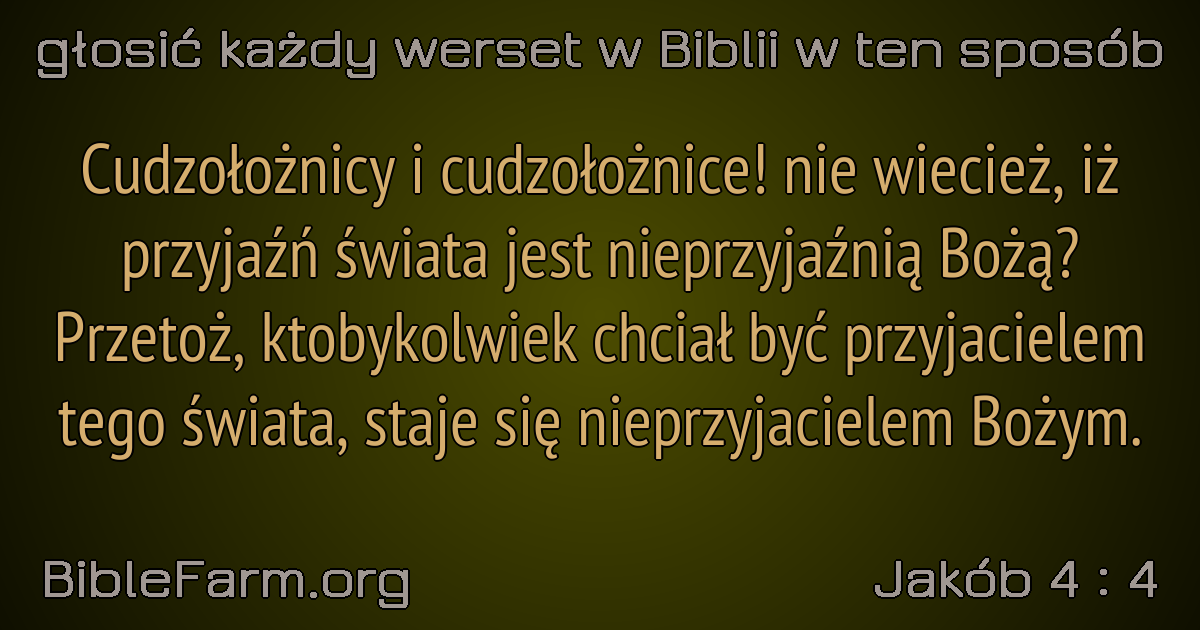 głosić każdy werset w Biblii w ten sposób
Cudzołożnicy i cudzołożnice! nie wiecież, iż
przyjaźń świata jest nieprzyjaźnią Bożą?
Przetoż, ktobykolwiek chciał być przyjacielem
tego świata, staje się nieprzyjacielem Bożym.
BibleFarm.org
Jakób 4 : 4